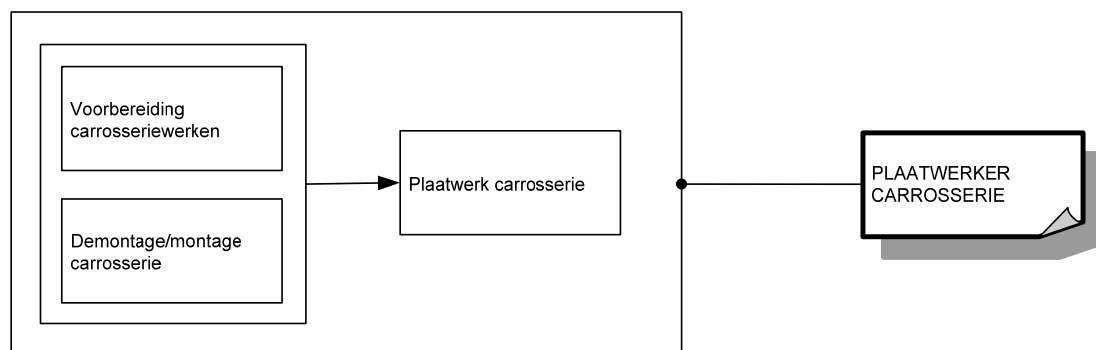 Voorbereiding
carrosseriewerken
Demontage/montage
carrosserie
Plaatwerk carrosserie
PLAATWERKER
CARROSSERIE